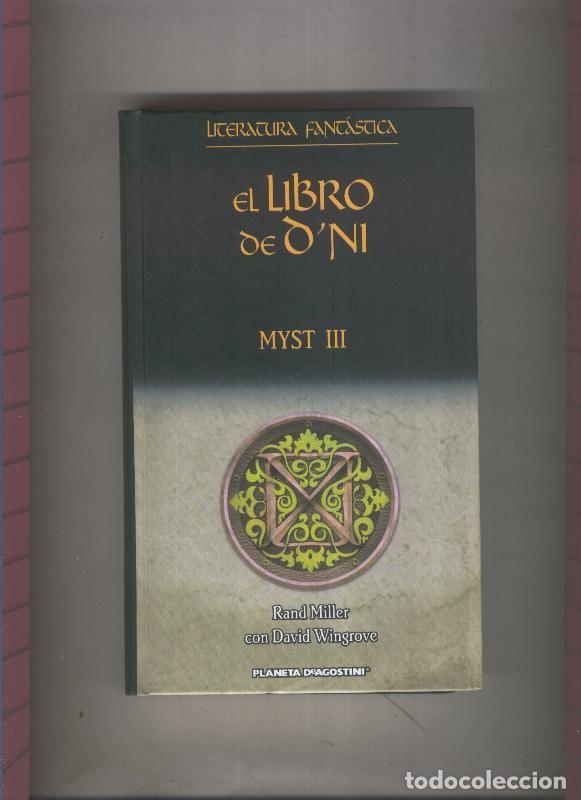 LITERATURA FANTÁSTICA
EL LIBRO
DE D'NI
MYST III
Rand Miller
con David Wingrove
PLANETA DEAGOSTINI®
todocoleccion